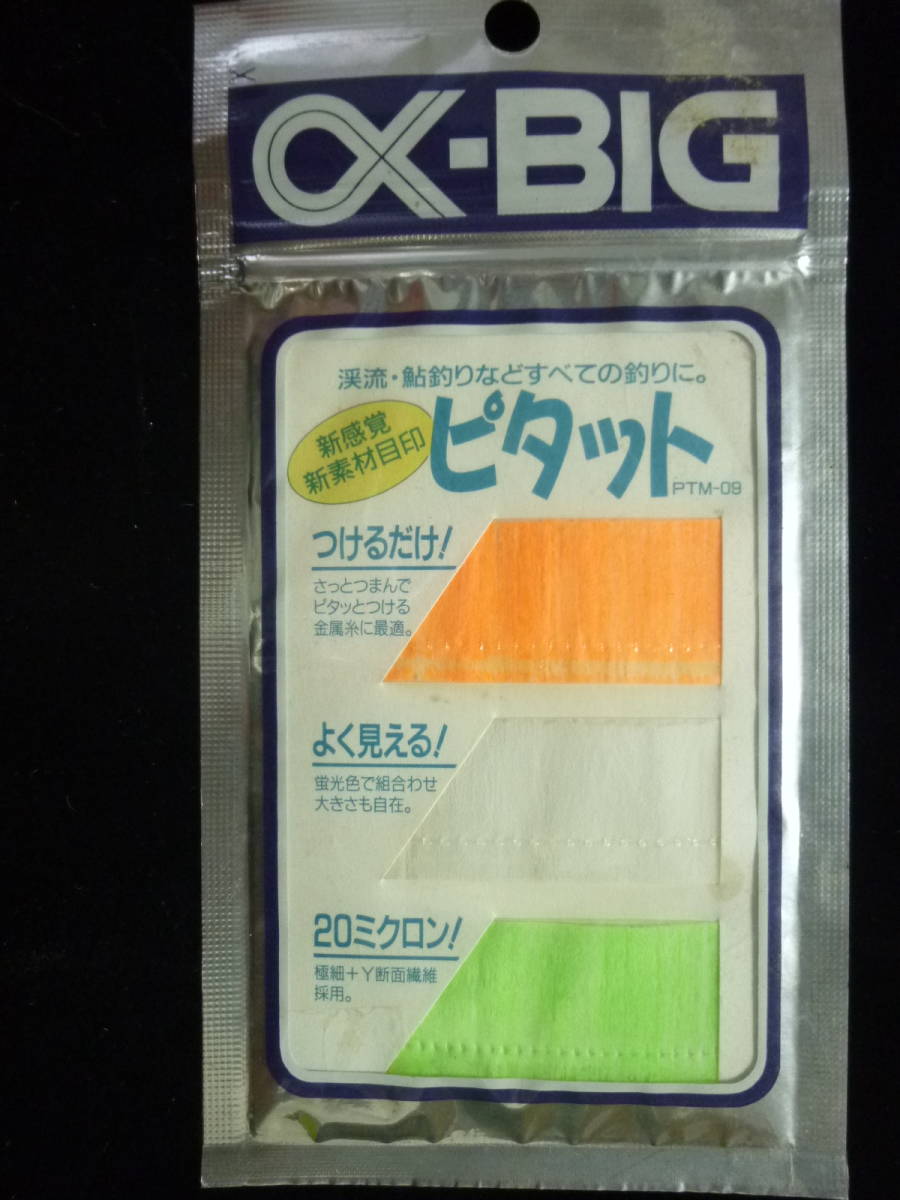 α-BIG
渓流・鮎釣りなどすべての釣りに。
新感覚
新素材目印
ピタット
PTM-09
つけるだけ!
さっとつまんで
ピタッとつける
金属糸に最適。
よく見える!
蛍光色で組合わせ
大きさも自在。
20ミクロン!
極細+Y断面繊維
採用。